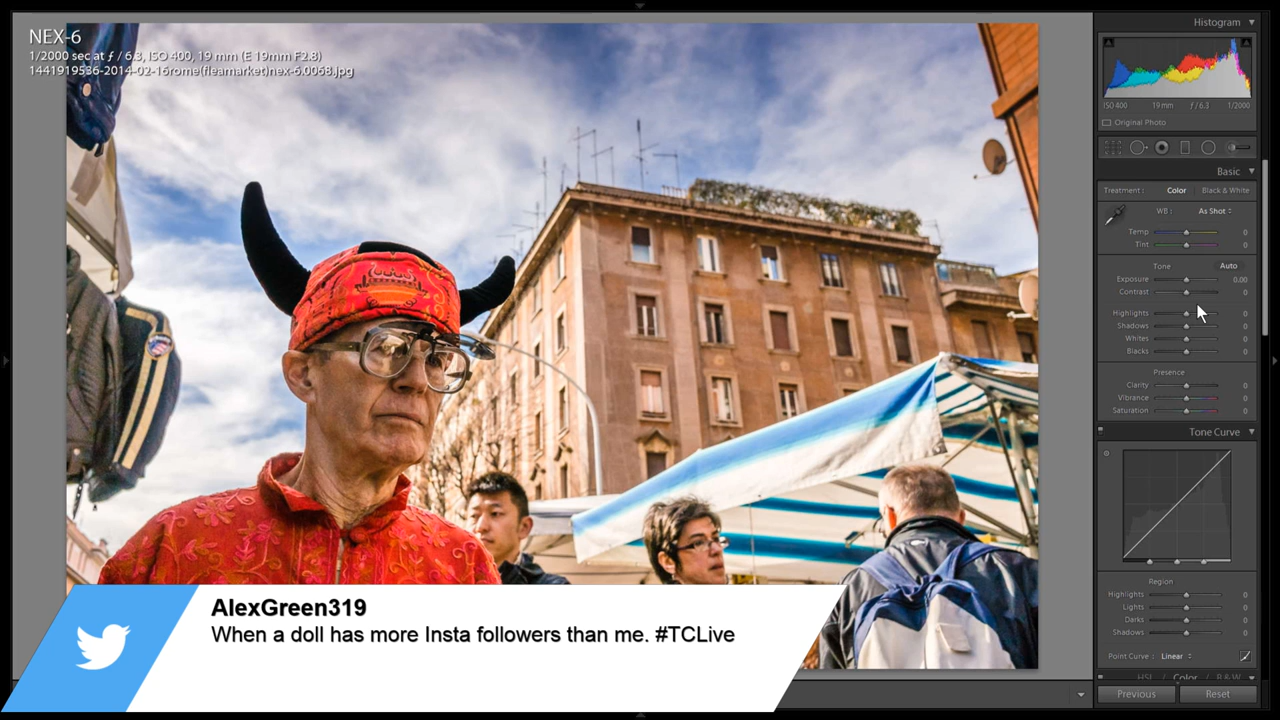 NEX-6
1/2000 sec at ƒ / 6.3, ISO 400, 19 mm (E 19mm F2.8)
1441919536-2014-02-16rome(fleamarket)nex-6.0068.jpg
Histogram
ISO 400 19 mm ƒ / 6.3 1/2000
Original Photo
Basic
Treatment : Color Black & White
WB : As Shot
Temp 0
Tint 0
Tone Auto
Exposure 0.00
Contrast 0
Highlights 0
Shadows 0
Whites 0
Blacks 0
Presence
Clarity 0
Vibrance 0
Saturation 0
Tone Curve
Region
Highlights 0
Lights 0
Darks 0
Shadows 0
Point Curve : Linear
HSL / Color / B & W
Previous Reset
AlexGreen319
When a doll has more Insta followers than me. #TCLive